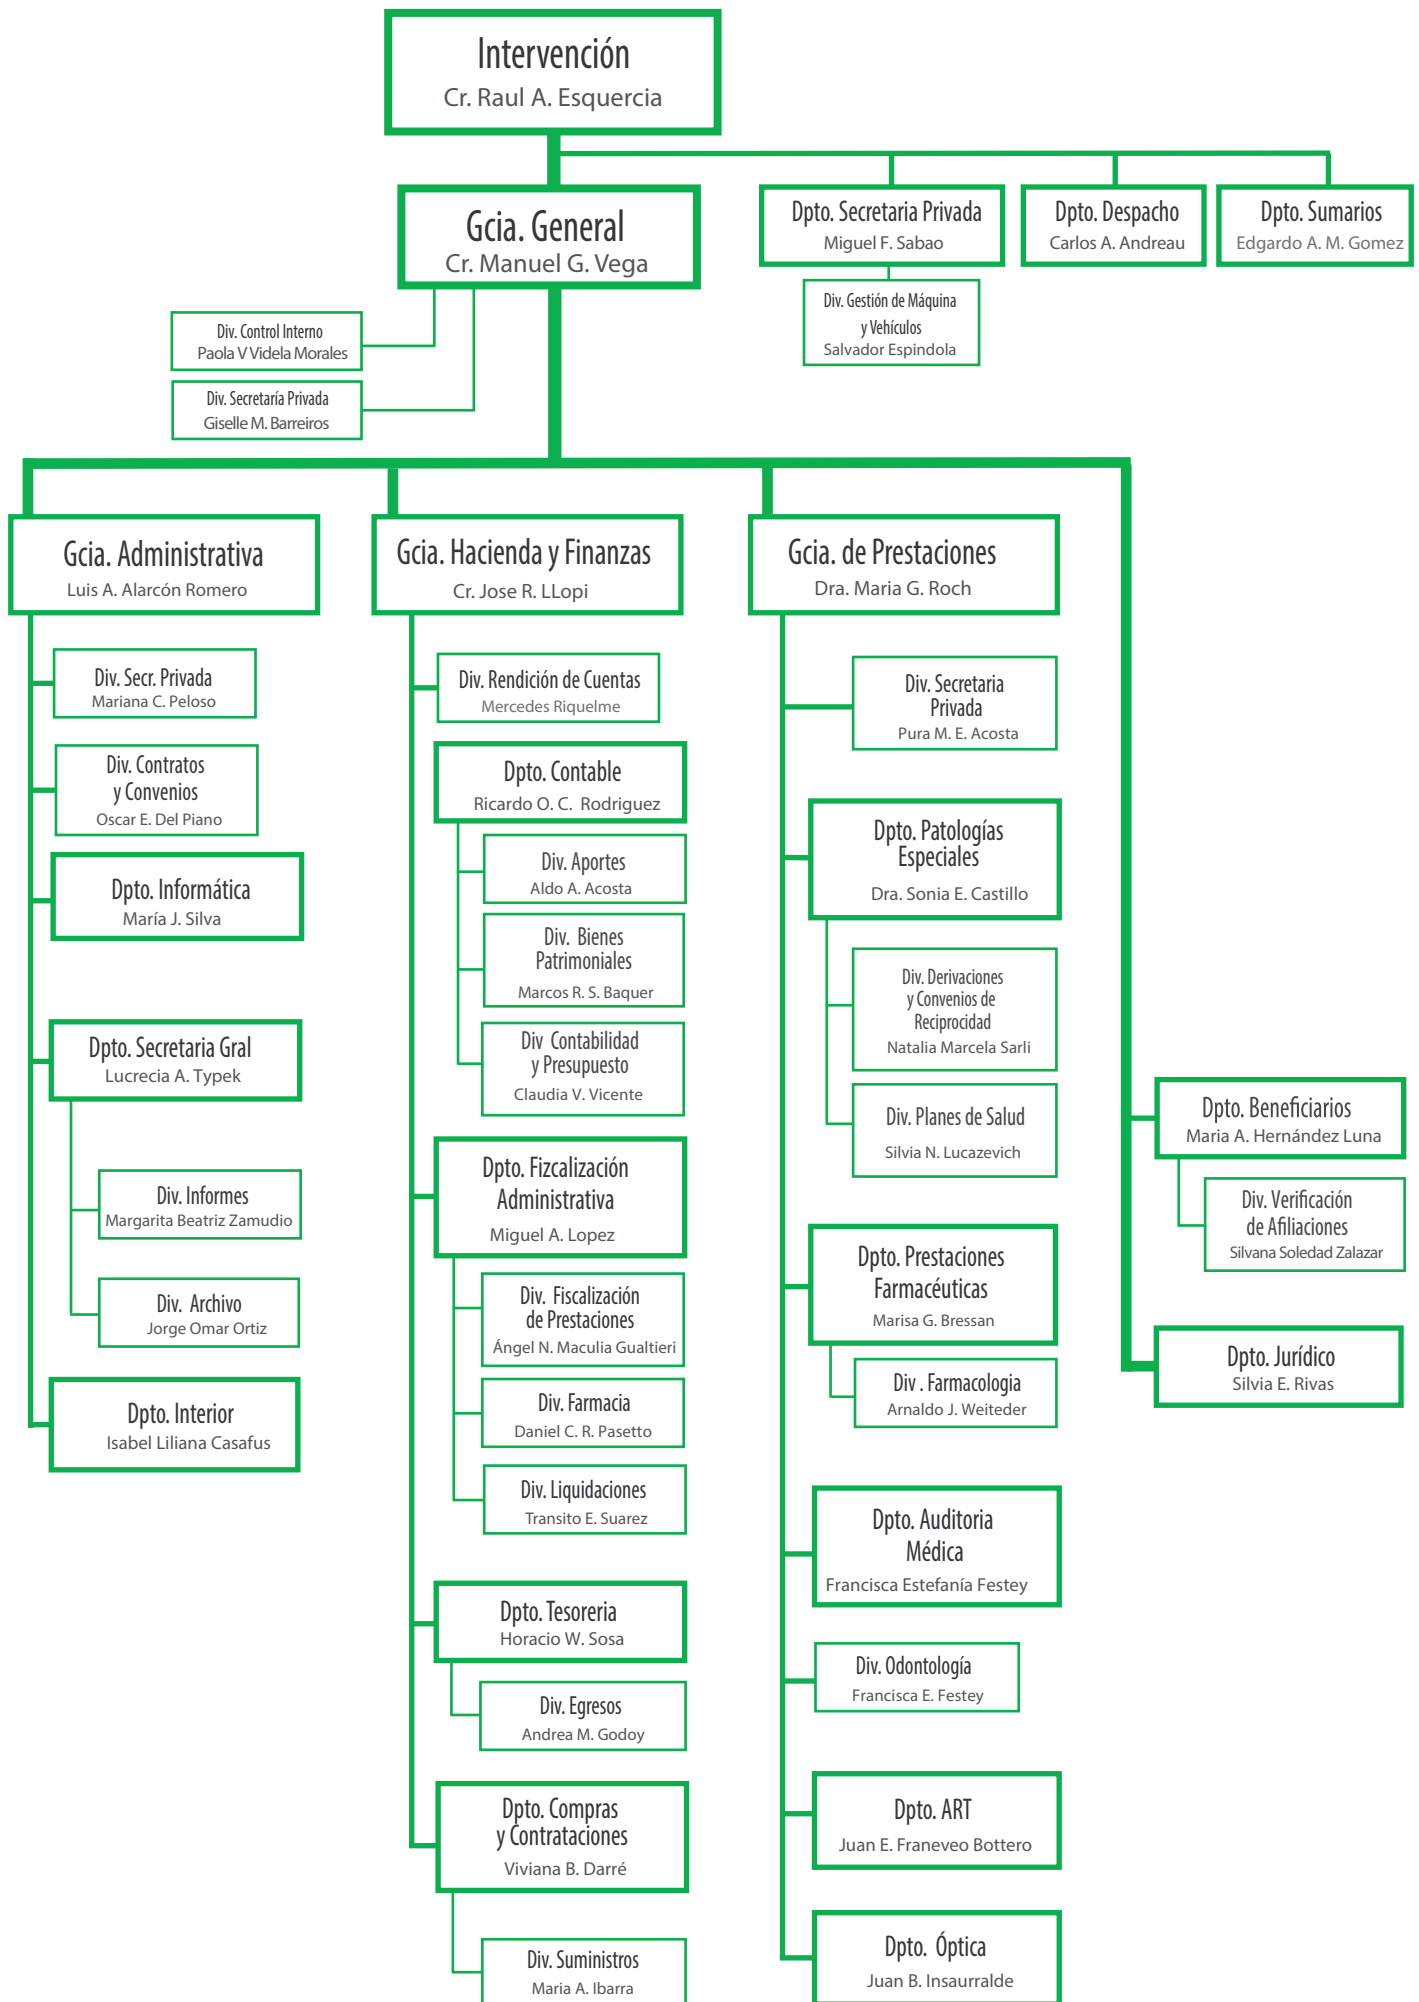 Intervención
Cr. Raul A. Esquercia
Gcia. General
Cr. Manuel G. Vega
Dpto. Secretaria Privada
Miguel F. Sabao
Dpto. Despacho
Carlos A. Andreau
Dpto. Sumarios
Edgardo A. M. Gomez
Div. Gestión de Máquina
y Vehículos
Salvador Espindola
Div. Control Interno
Paola V Videla Morales
Div. Secretaría Privada
Giselle M. Barreiros
Gcia. Administrativa
Luis A. Alarcón Romero
Div. Secr. Privada
Mariana C. Peloso
Div. Contratos
y Convenios
Oscar E. Del Piano
Dpto. Informática
María J. Silva
Dpto. Secretaria Gral
Lucrecia A. Typek
Div. Informes
Margarita Beatriz Zamudio
Div. Archivo
Jorge Omar Ortiz
Dpto. Interior
Isabel Liliana Casafus
Gcia. Hacienda y Finanzas
Cr. Jose R. LLopi
Div. Rendición de Cuentas
Mercedes Riquelme
Dpto. Contable
Ricardo O. C. Rodriguez
Div. Aportes
Aldo A. Acosta
Div. Bienes
Patrimoniales
Marcos R. S. Baquer
Div Contabilidad
y Presupuesto
Claudia V. Vicente
Dpto. Fizcalización
Administrativa
Miguel A. Lopez
Div. Fiscalización
de Prestaciones
Ángel N. Maculia Gualtieri
Div. Farmacia
Daniel C. R. Pasetto
Div. Liquidaciones
Transito E. Suarez
Dpto. Tesoreria
Horacio W. Sosa
Div. Egresos
Andrea M. Godoy
Dpto. Compras
y Contrataciones
Viviana B. Darré
Div. Suministros
Maria A. Ibarra
Gcia. de Prestaciones
Dra. Maria G. Roch
Div. Secretaria
Privada
Pura M. E. Acosta
Dpto. Patologías
Especiales
Dra. Sonia E. Castillo
Div. Derivaciones
y Convenios de
Reciprocidad
Natalia Marcela Sarli
Div. Planes de Salud
Silvia N. Lucazevich
Dpto. Prestaciones
Farmacéuticas
Marisa G. Bressan
Div . Farmacologia
Arnaldo J. Weiteder
Dpto. Auditoria
Médica
Francisca Estefanía Festey
Div. Odontología
Francisca E. Festey
Dpto. ART
Juan E. Franeveo Bottero
Dpto. Óptica
Juan B. Insaurralde
Dpto. Beneficiarios
Maria A. Hernández Luna
Div. Verificación
de Afiliaciones
Silvana Soledad Zalazar
Dpto. Jurídico
Silvia E. Rivas